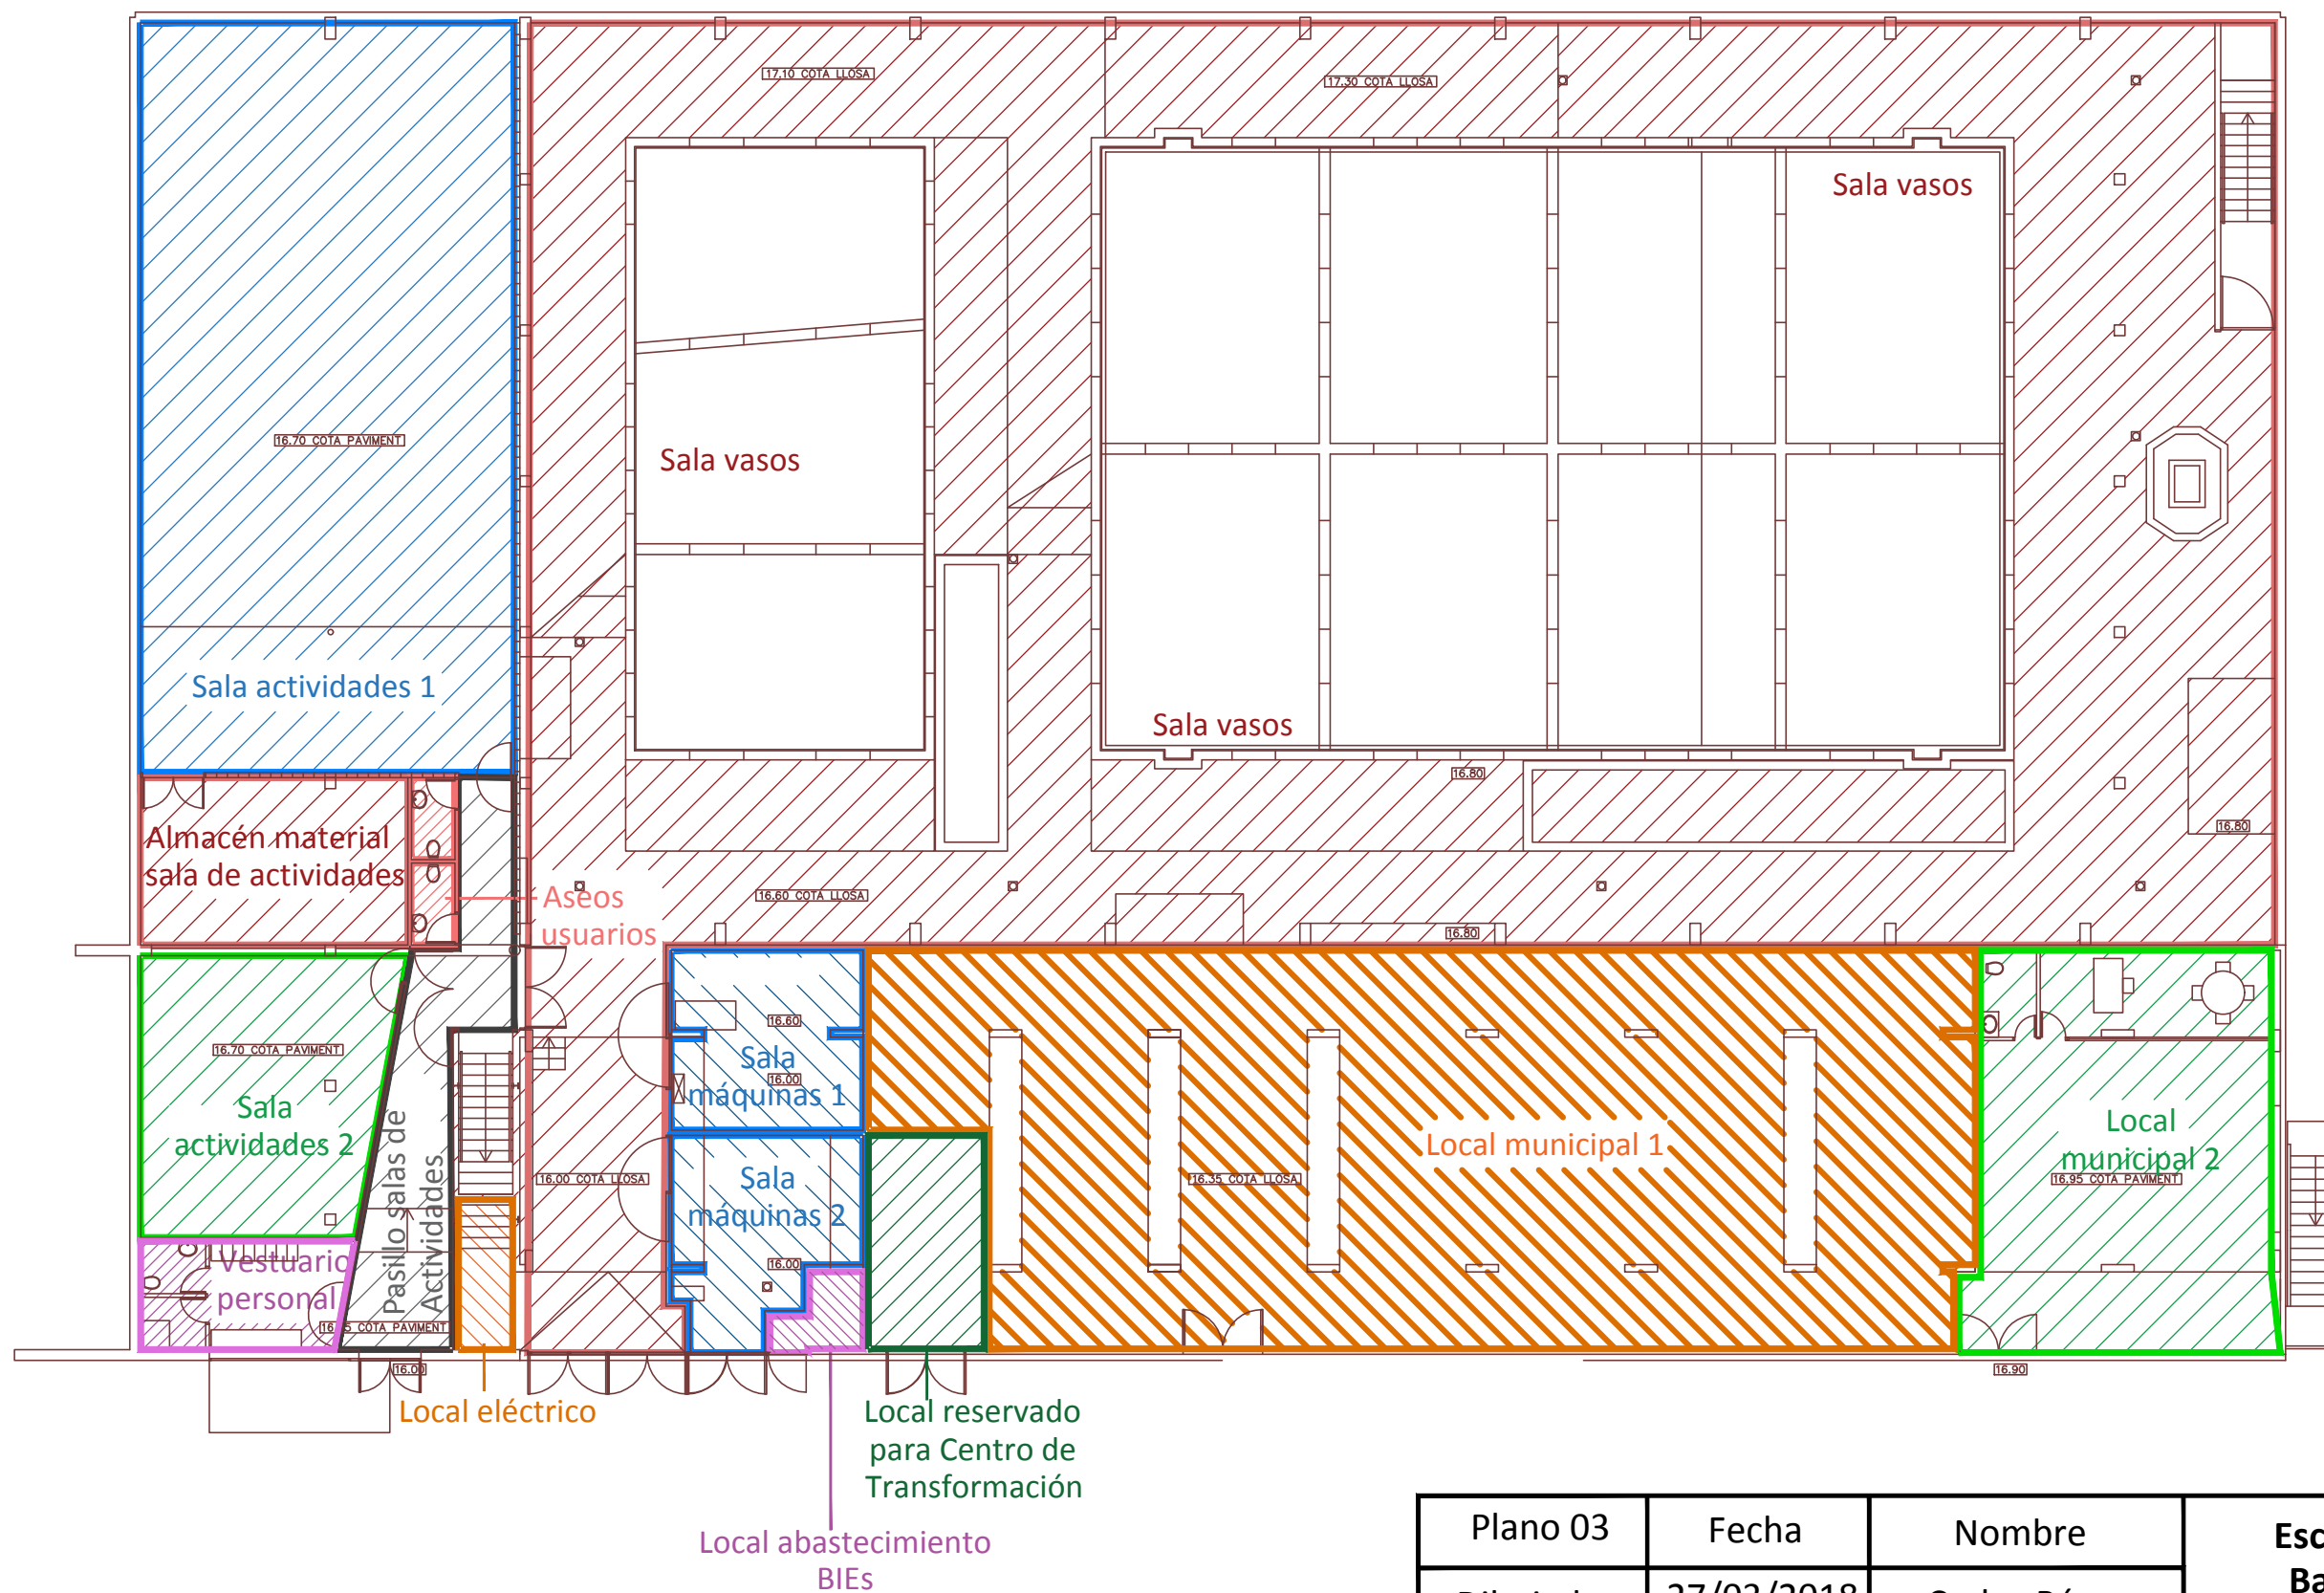 17.10 COTA LLOSA
17.30 COTA LLOSA
Sala vasos
16.70 COTA PAVIMENT
Sala vasos
Sala actividades 1
Sala vasos
16.80
16.80
Almacén material
sala de actividades
Aseos
usuarios
16.60 COTA LLOSA
16.80
16.60
16.70 COTA PAVIMENT
Sala
máquinas 1
16.00
Sala
actividades 2
Pasillo salas de
Actividades
Local municipal 1
Local
municipal 2
16.00 COTA LLOSA
Sala
máquinas 2
16.35 COTA LLOSA
16.95 COTA PAVIMENT
16.00
Vestuario
personal
COTA PAVIMENT
16.00
16.90
Local eléctrico
Local reservado
para Centro de
Transformación
Local abastecimiento
BIEs
Plano 03
Fecha
Nombre
27/03/2018